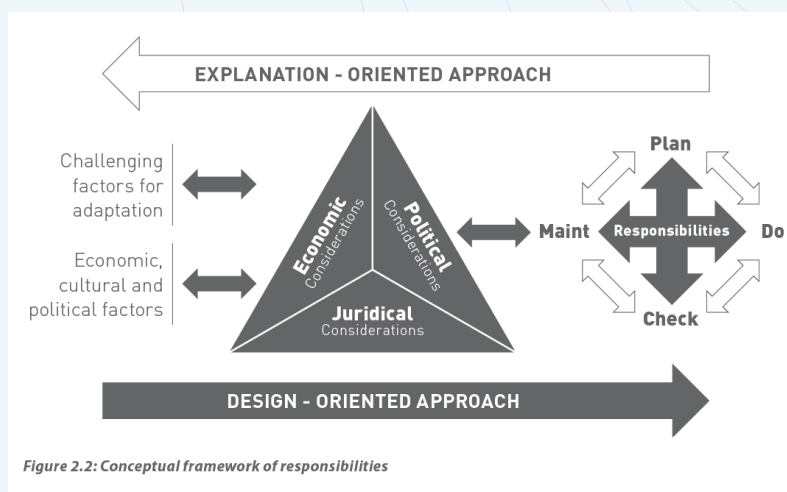 EXPLANATION - ORIENTED APPROACH
Challenging
factors for
adaptation
Economic,
cultural and
political factors
Economic
Considerations
Political
Considerations
Juridical
Considerations
Plan
Maint
Responsibilities
Do
Check
DESIGN - ORIENTED APPROACH
Figure 2.2: Conceptual framework of responsibilities